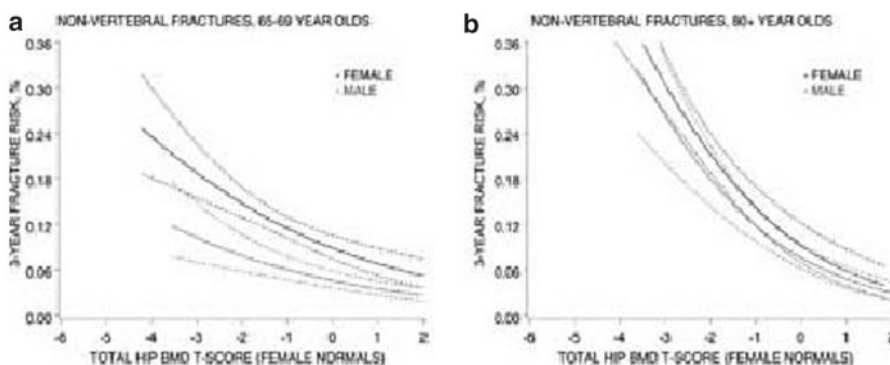 a
NON-VERTEBRAL FRACTURES, 65-69 YEAR OLDS
0.36
0.30
0.24
0.18
0.12
0.06
0.00
3-YEAR FRACTURE RISK, %
FEMALE
MALE
-6 -5 -4 -3 -2 -1 0 1 2
TOTAL HIP BMD T-SCORE (FEMALE NORMALS)
b
NON-VERTEBRAL FRACTURES, 80+ YEAR OLDS
0.36
0.30
0.24
0.18
0.12
0.06
0.00
3-YEAR FRACTURE RISK, %
FEMALE
MALE
-6 -5 -4 -3 -2 -1 0 1 2
TOTAL HIP BMD T-SCORE (FEMALE NORMALS)